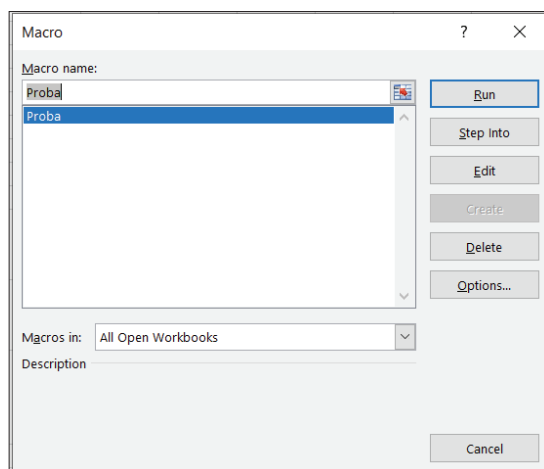 Macro
?
Macro name:
Proba
Proba
Run
Step Into
Edit
Create
Delete
Options...
Macros in:
All Open Workbooks
Description
Cancel